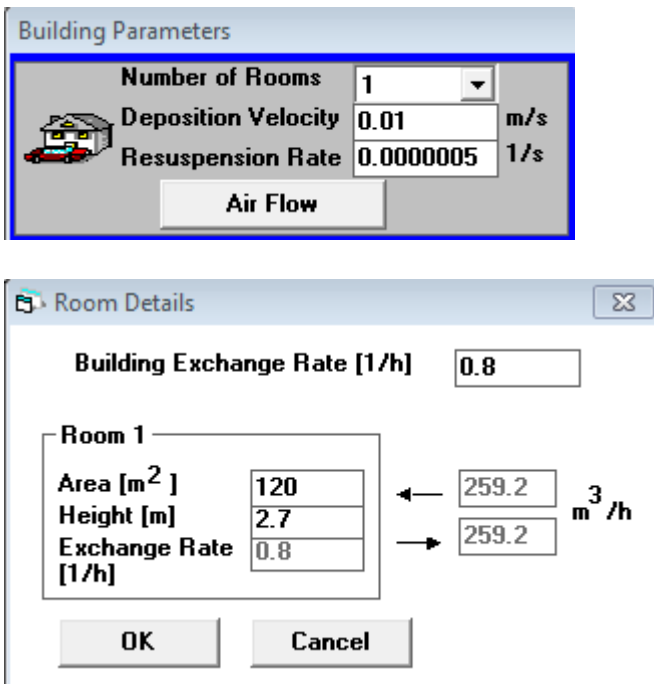 Building Parameters
Number of Rooms 1
Deposition Velocity 0.01 m/s
Resuspension Rate 0.0000005 1/s
Air Flow
Room Details
Building Exchange Rate [1/h] 0.8
Room 1
Area [m2 ] 120 259.2
Height [m] 2.7 m3/h
Exchange Rate 0.8 259.2
[1/h]
OK Cancel